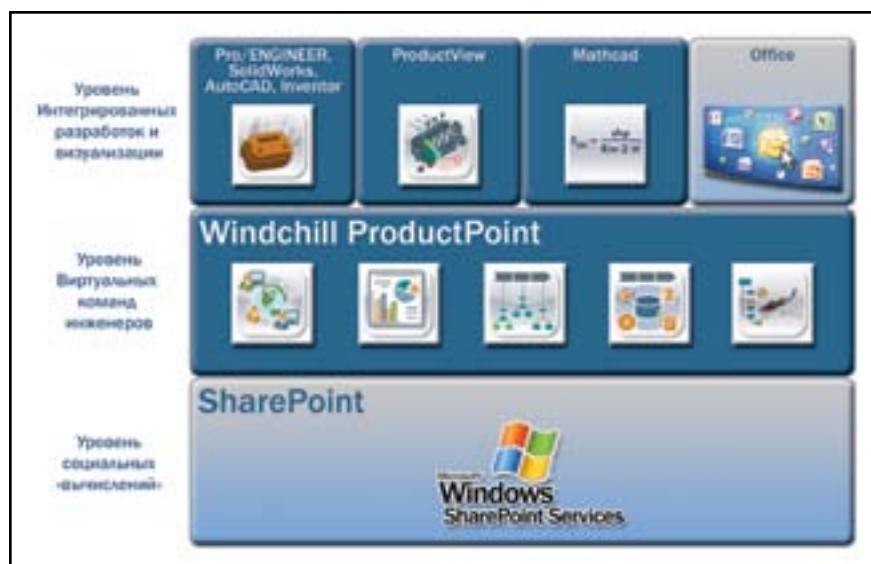 Уровень
Интегрированных
разработок и
визуализации
Pro/ENGINEER,
SolidWorks,
AutoCAD, Inventor
ProductView
Mathcad
Office
Уровень
Виртуальных
команд
инженеров
Windchill ProductPoint
Уровень
социальных
«вычислений»
SharePoint
Microsoft
Windows
SharePoint Services